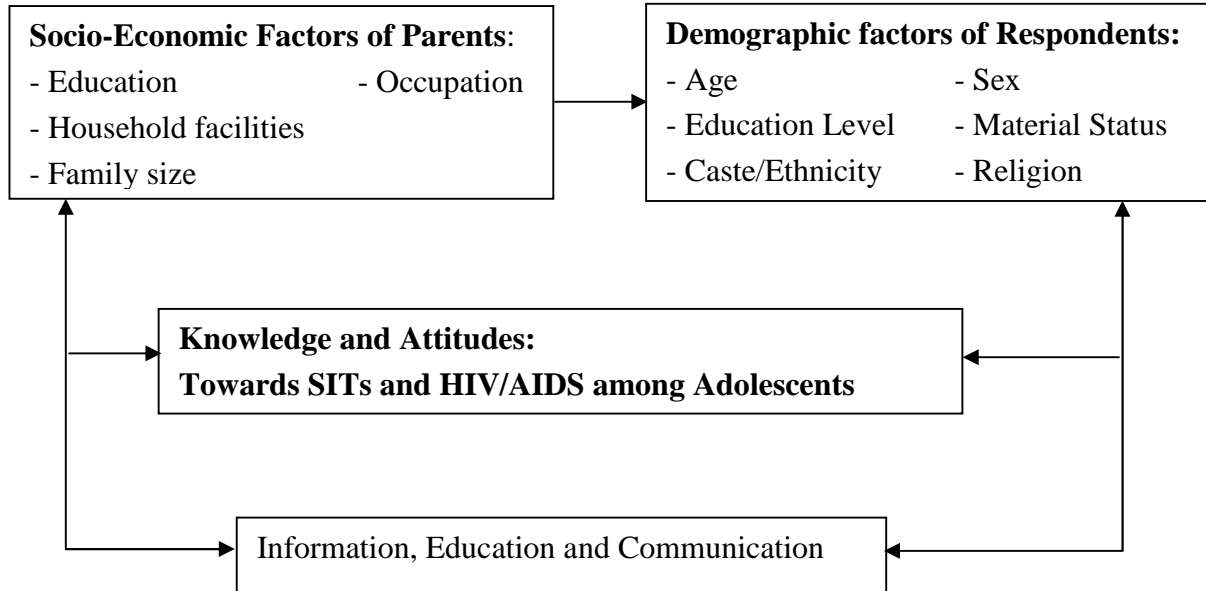 Socio-Economic Factors of Parents:
- Education - Occupation
- Household facilities
- Family size
Demographic factors of Respondents:
- Age - Sex
- Education Level - Material Status
- Caste/Ethnicity - Religion
Knowledge and Attitudes:
Towards SITs and HIV/AIDS among Adolescents
Information, Education and Communication